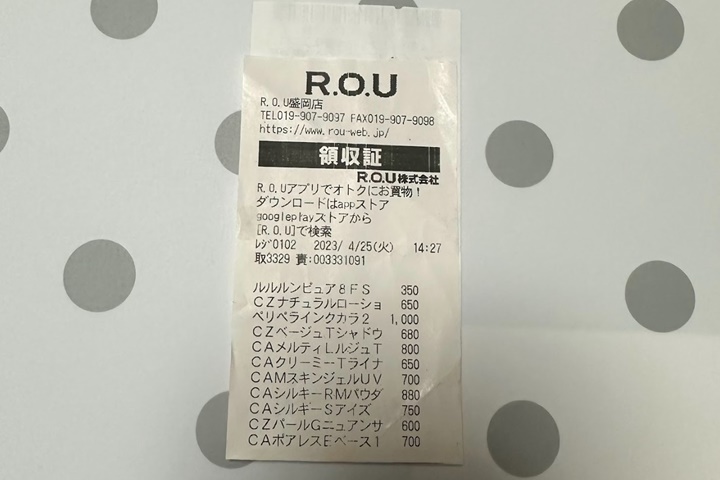 R.O.U
R.O.U盛岡店
TEL019-907-9097 FAX019-907-9098
https://www.rou-web.jp/
領収証
R.O.U株式会社
R.O.Uアプリでオトクにお買物！
ダウンロードはappストア
googleplayストアから
[R.O.U]で検索
ﾚｼﾞ0102 2023/ 4/25(火) 14:27
取3329 責:003331091
ルルルンピュア8FS 350
CZナチュラルローショ 650
ペリペラインクカラ2 1,000
CZベージュTシャドウ 680
CAメルティLルジュT 800
CAクリーミーTライナ 650
CAMスキンジェルUV 700
CAシルキーRMパウダ 880
CAシルギーSアイズ 750
CZパールGニュアンサ 600
CAポアレスEベース1 700